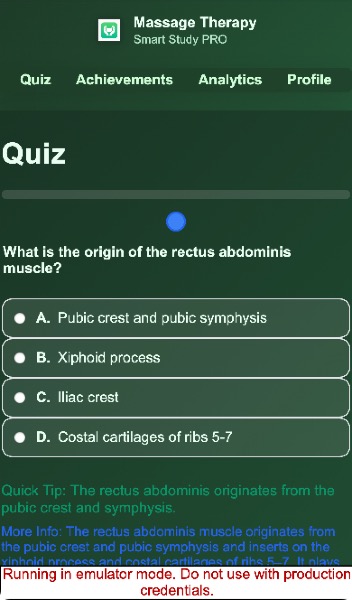 Massage Therapy
Smart Study PRO
Quiz Achievements Analytics Profile
Quiz
What is the origin of the rectus abdominis
muscle?
A. Pubic crest and pubic symphysis
B. Xiphoid process
C. Iliac crest
D. Costal cartilages of ribs 5-7
Quick Tip: The rectus abdominis originates from the
pubic crest and symphysis.
More Info: The rectus abdominis muscle originates from
the pubic crest and pubic symphysis and inserts on the
xiphoid process and costal cartilages of ribs 5–7. It plays
Running in emulator mode. Do not use with production
credentials.